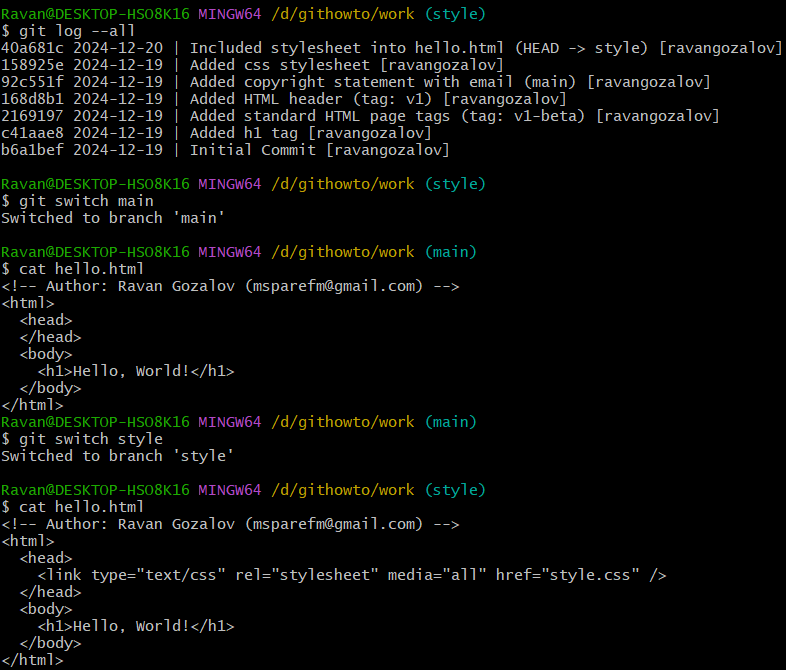 Ravan@DESKTOP-HSO8K16 MINGW64 /d/githowto/work (style)
$ git log --all
40a681c 2024-12-20 | Included stylesheet into hello.html (HEAD -> style) [ravangozalov]
158925e 2024-12-19 | Added css stylesheet [ravangozalov]
92c551f 2024-12-19 | Added copyright statement with email (main) [ravangozalov]
168d8b1 2024-12-19 | Added HTML header (tag: v1) [ravangozalov]
2169197 2024-12-19 | Added standard HTML page tags (tag: v1-beta) [ravangozalov]
c41aae8 2024-12-19 | Added h1 tag [ravangozalov]
b6a1bef 2024-12-19 | Initial Commit [ravangozalov]

Ravan@DESKTOP-HSO8K16 MINGW64 /d/githowto/work (style)
$ git switch main
Switched to branch 'main'

Ravan@DESKTOP-HSO8K16 MINGW64 /d/githowto/work (main)
$ cat hello.html
<!-- Author: Ravan Gozalov (msparefm@gmail.com) -->
<html>
  <head>
  </head>
  <body>
    <h1>Hello, World!</h1>
  </body>
</html>
Ravan@DESKTOP-HSO8K16 MINGW64 /d/githowto/work (main)
$ git switch style
Switched to branch 'style'

Ravan@DESKTOP-HSO8K16 MINGW64 /d/githowto/work (style)
$ cat hello.html
<!-- Author: Ravan Gozalov (msparefm@gmail.com) -->
<html>
  <head>
    <link type="text/css" rel="stylesheet" media="all" href="style.css" />
  </head>
  <body>
    <h1>Hello, World!</h1>
  </body>
</html>